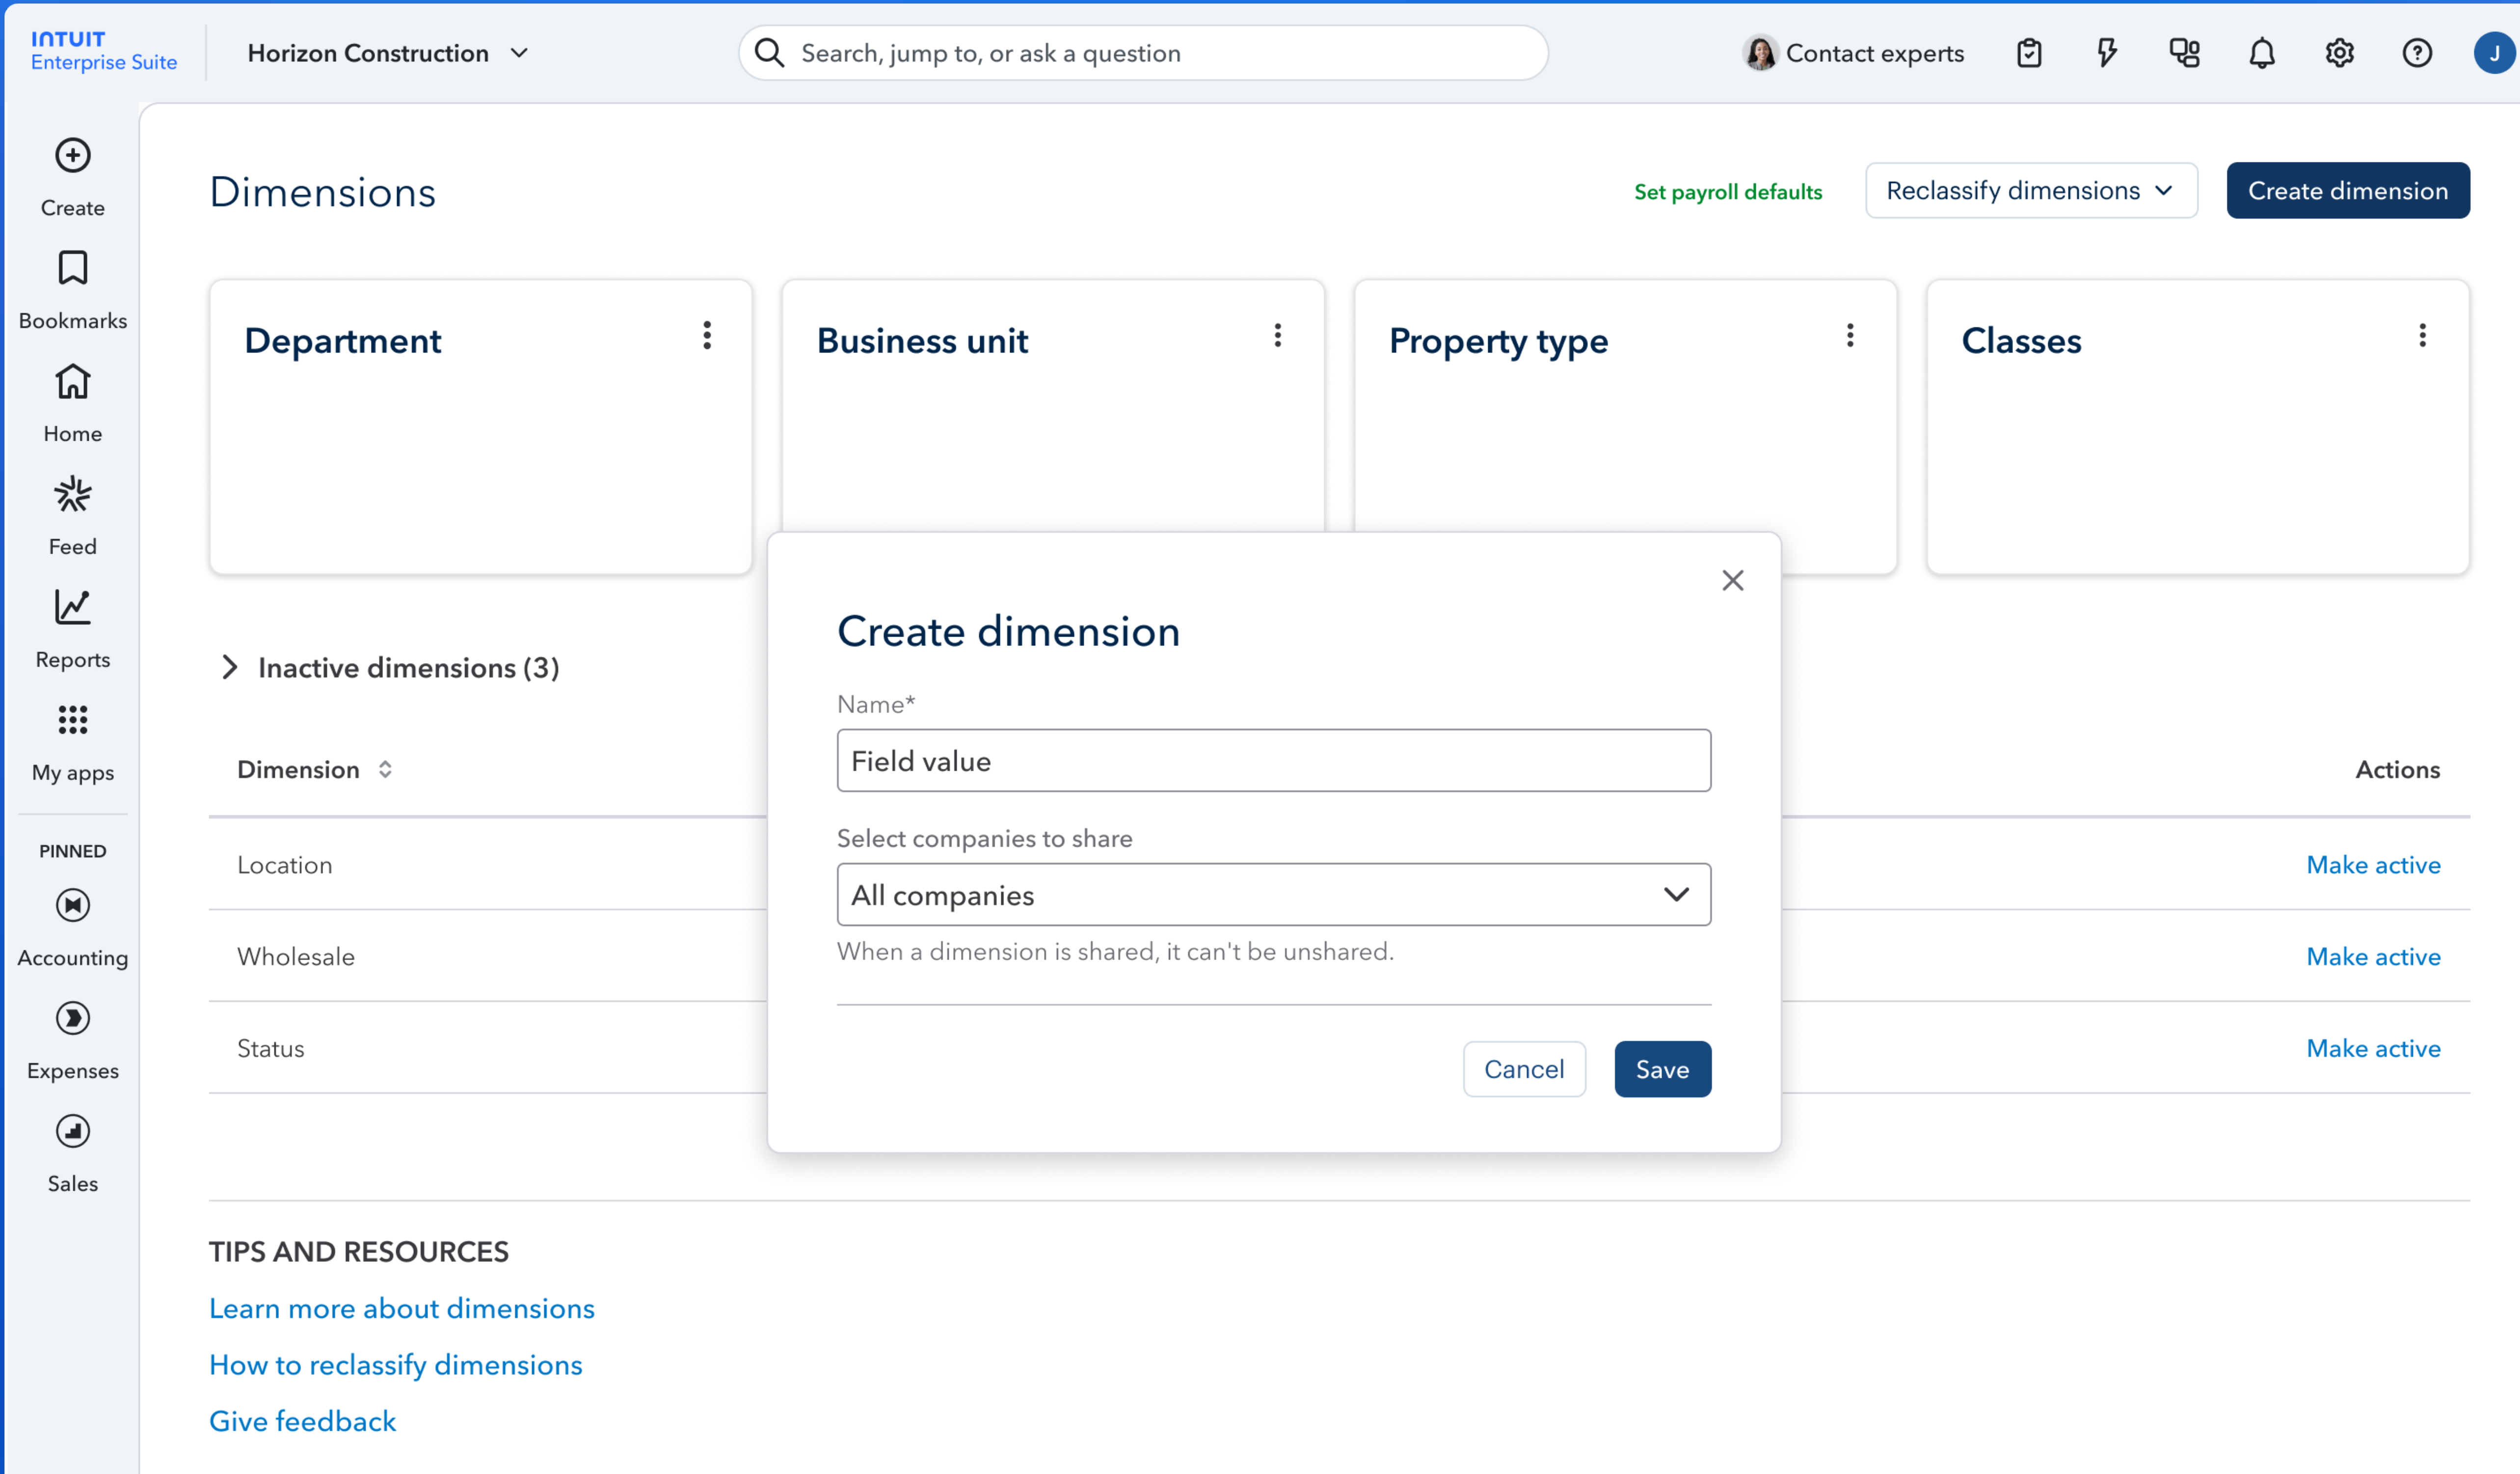 INTUIT
Enterprise Suite
Horizon Construction
Search, jump to, or ask a question
Contact experts
J
Create
Bookmarks
Home
Feed
Reports
My apps
PINNED
Accounting
Expenses
Sales
Dimensions
Set payroll defaults
Reclassify dimensions
Create dimension
Department
Business unit
Property type
Classes
Inactive dimensions (3)
Dimension
Actions
Location
Make active
Wholesale
Make active
Status
Make active
Create dimension
Name*
Field value
Select companies to share
All companies
When a dimension is shared, it can't be unshared.
Cancel
Save
TIPS AND RESOURCES
Learn more about dimensions
How to reclassify dimensions
Give feedback